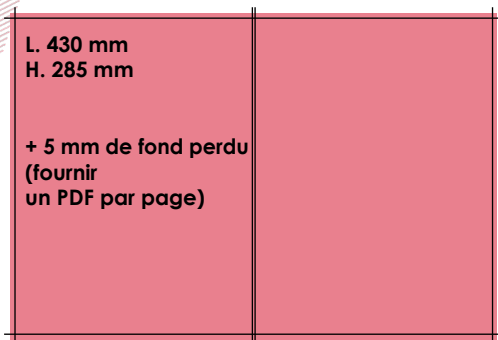 L. 430 mm
H. 285 mm
+ 5 mm de fond perdu
(fournir
un PDF par page)